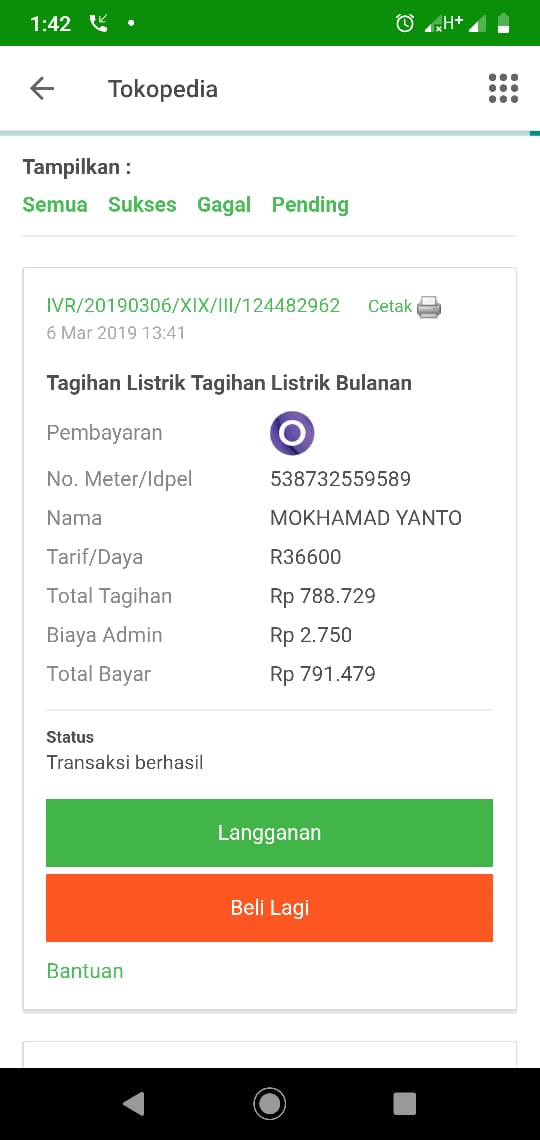 1:42 H+
Tokopedia
Tampilkan :
Semua Sukses Gagal Pending
IVR/20190306/XIX/III/124482962 Cetak
6 Mar 2019 13:41
Tagihan Listrik Tagihan Listrik Bulanan
Pembayaran
No. Meter/Idpel 538732559589
Nama MOKHAMAD YANTO
Tarif/Daya R36600
Total Tagihan Rp 788.729
Biaya Admin Rp 2.750
Total Bayar Rp 791.479
Status
Transaksi berhasil
Langganan
Beli Lagi
Bantuan